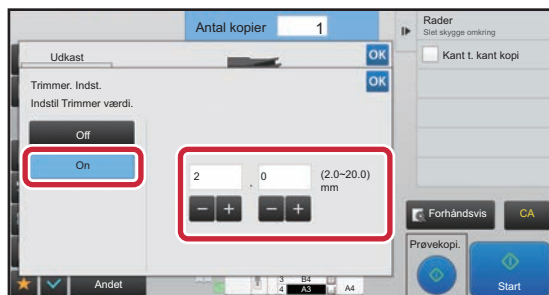 Antal kopier 1
Rader
Slet skygge omkring
Udkast
OK
Kant t. kant kopi
Trimmer. Indst.
OK
Indstil Trimmer værdi.
Off
On
2 . 0 (2.0~20.0)
mm
Forhåndsvis
CA
Prøvekopi.
Andet
3 B4
4 A3 A4
Start